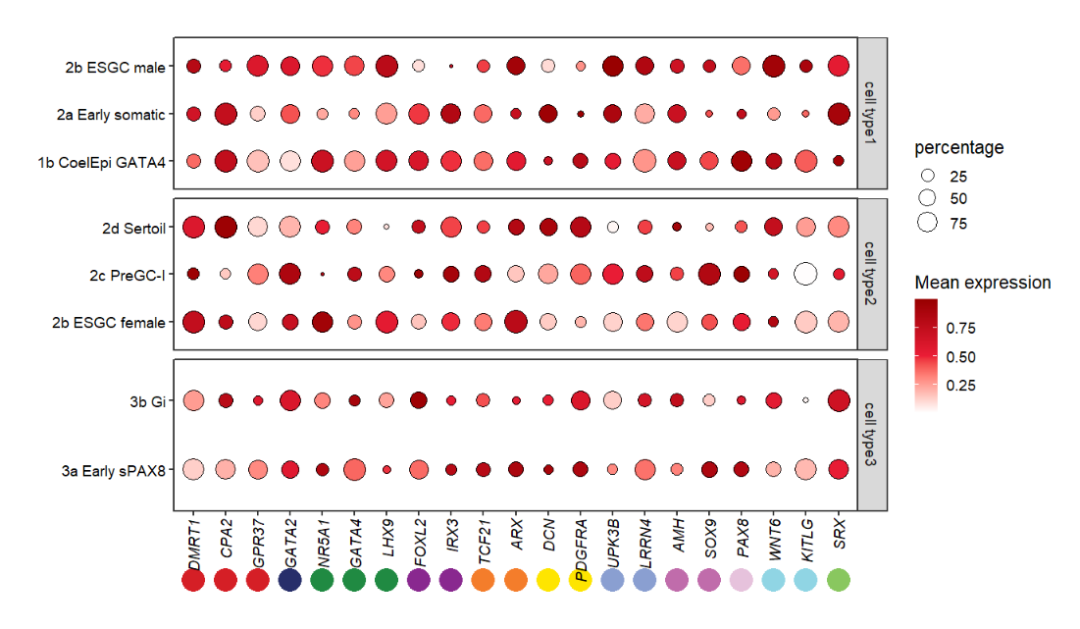 2b ESGC male
2a Early somatic
1b CoelEpi GATA4
cell type1
2d Sertoil
2c PreGC-I
2b ESGC female
cell type2
3b Gi
3a Early sPAX8
cell type3
DMRT1 CPA2 GPR37 GATA2 NR5A1 GATA4 LHX9 FOXL2 IRX3 TCF21 ARX DCN PDGFRA UPK3B LRRN4 AMH SOX9 PAX8 WNT6 KITLG SRX
percentage
25
50
75
Mean expression
0.75
0.50
0.25